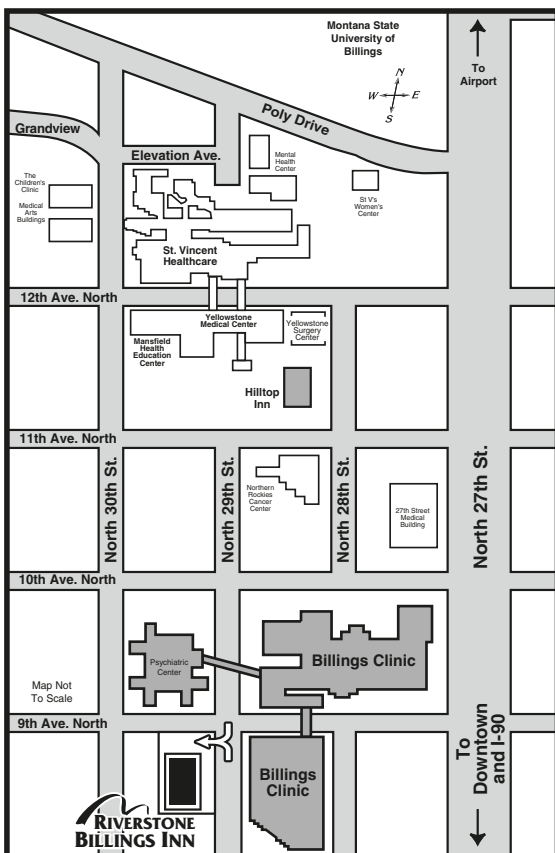 Montana State
University of
Billings
To
Airport
N
W
E
S
Poly Drive
Grandview
Elevation Ave.
Mental
Health
Center
The
Children's
Clinic
Medical
Arts
Buildings
St V's
Women's
Center
St. Vincent
Healthcare
12th Ave. North
Yellowstone
Medical Center
Yellowstone
Surgery
Center
Mansfield
Health
Education
Center
Hilltop
Inn
11th Ave. North
North 30th St.
North 29th St.
North 28th St.
North 27th St.
Northern
Rockies
Cancer
Center
27th Street
Medical
Building
10th Ave. North
Psychiatric
Center
Billings Clinic
Map Not
To Scale
9th Ave. North
To
Downtown
and I-90
Billings
Clinic
RIVERSTONE
BILLINGS INN